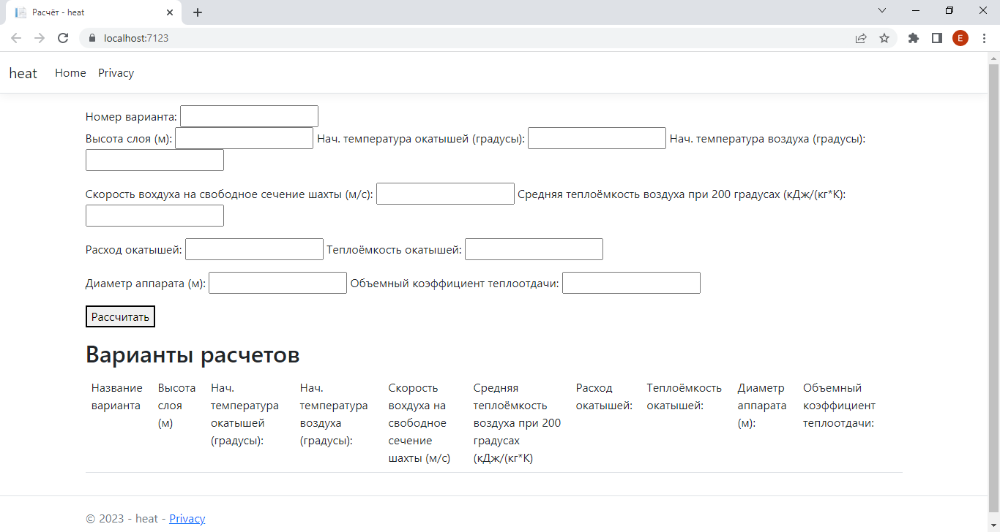 Расчёт - heat
localhost:7123
E
heat Home Privacy
Номер варианта:
Высота слоя (м): Нач. температура окатышей (градусы): Нач. температура воздуха (градусы):
Скорость вохдуха на свободное сечение шахты (м/с): Средняя теплоёмкость воздуха при 200 градусах (кДж/(кг*К):
Расход окатышей: Теплоёмкость окатышей:
Диаметр аппарата (м): Объемный коэффициент теплоотдачи:
Рассчитать
Варианты расчетов
Название Высота Нач. Нач. Скорость Средняя Расход Теплоёмкость Диаметр Объемный
варианта слоя температура температура вохдуха на теплоёмкость окатышей: окатышей: аппарата коэффициент
(м) окатышей воздуха свободное воздуха при 200 (м): теплоотдачи:
(градусы): (градусы): сечение градусах
шахты (м/с) (кДж/(кг*К)
© 2023 - heat - Privacy